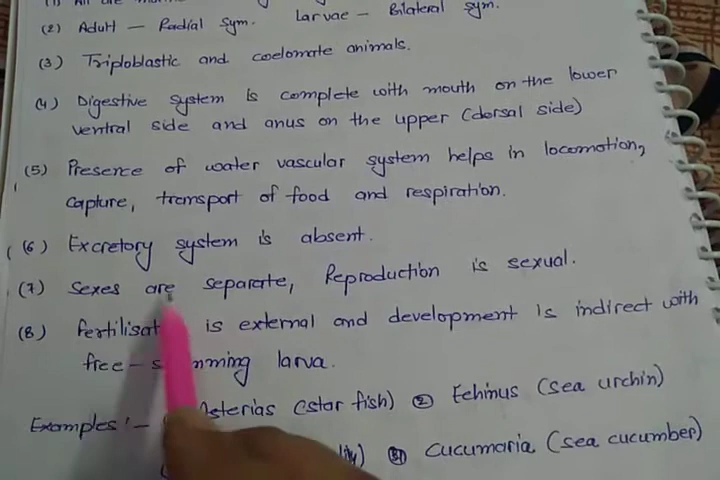 (1) All are
(2) Adult – Radial Sym. Larvae – Bilateral sym.
(3) Triploblastic and coelomate animals.
(4) Digestive system is complete with mouth on the lower
ventral side and anus on the upper (dorsal side)
(5) Presence of water vascular system helps in locomotion,
capture, transport of food and respiration.
(6) Excretory system is absent.
(7) Sexes are separate, Reproduction is sexual.
(8) is external and development is indirect with
free – larva.
Examples :- Asterias (star fish) ② Echinus (sea urchin)
Cucumaria (sea cucumber)